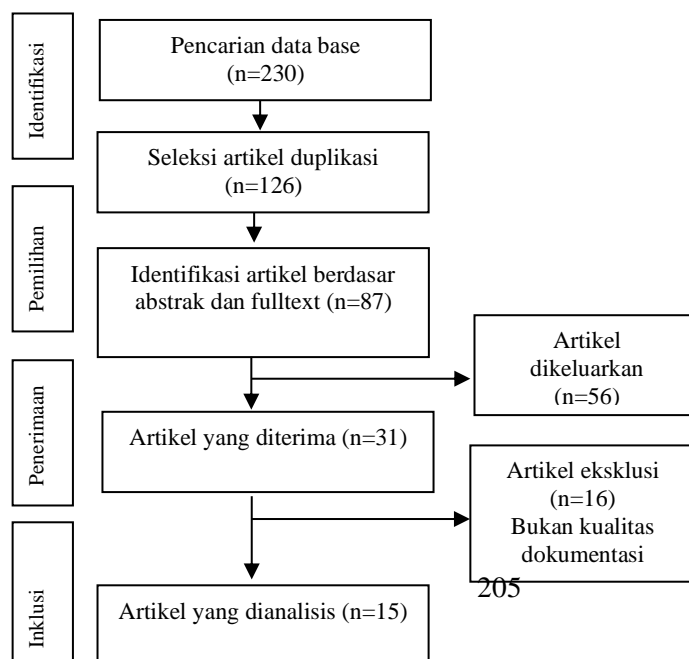 Identifikasi
Pencarian data base
(n=230)
Seleksi artikel duplikasi
(n=126)
Pemilihan
Identifikasi artikel berdasar
abstrak dan fulltext (n=87)
Artikel
dikeluarkan
(n=56)
Penerimaan
Artikel yang diterima (n=31)
Artikel eksklusi
(n=16)
Bukan kualitas
dokumentasi
205
Inklusi
Artikel yang dianalisis (n=15)